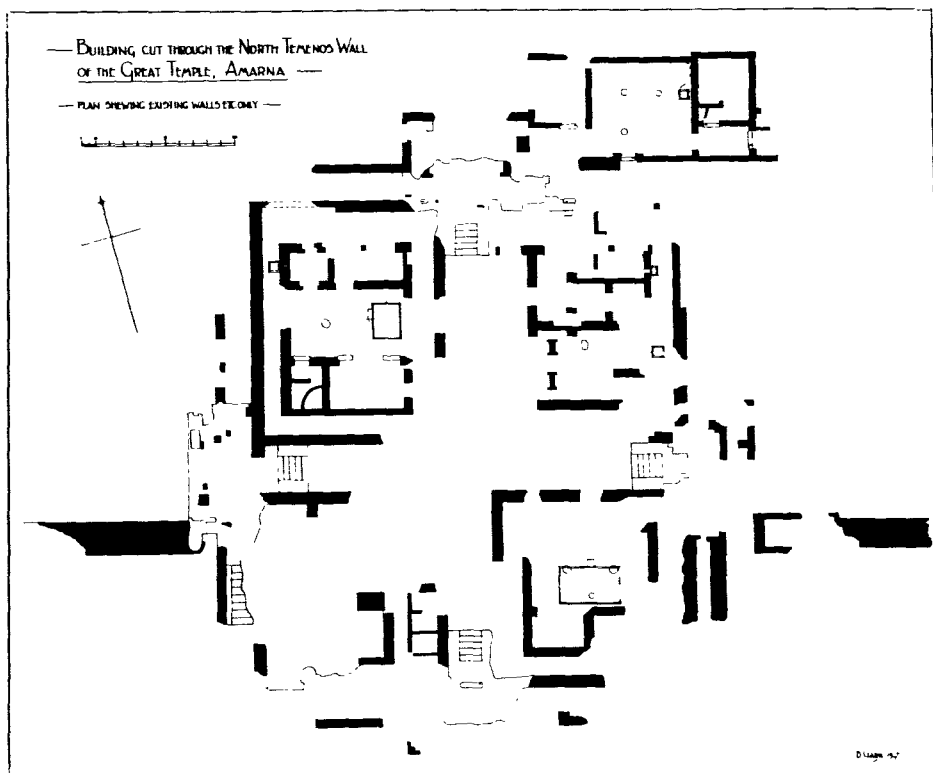 BUILDING CUT THROUGH THE NORTH TEMENOS WALL
OF THE GREAT TEMPLE, AMARNA
PLAN SHEWING EXISTING WALLS ETC. ONLY